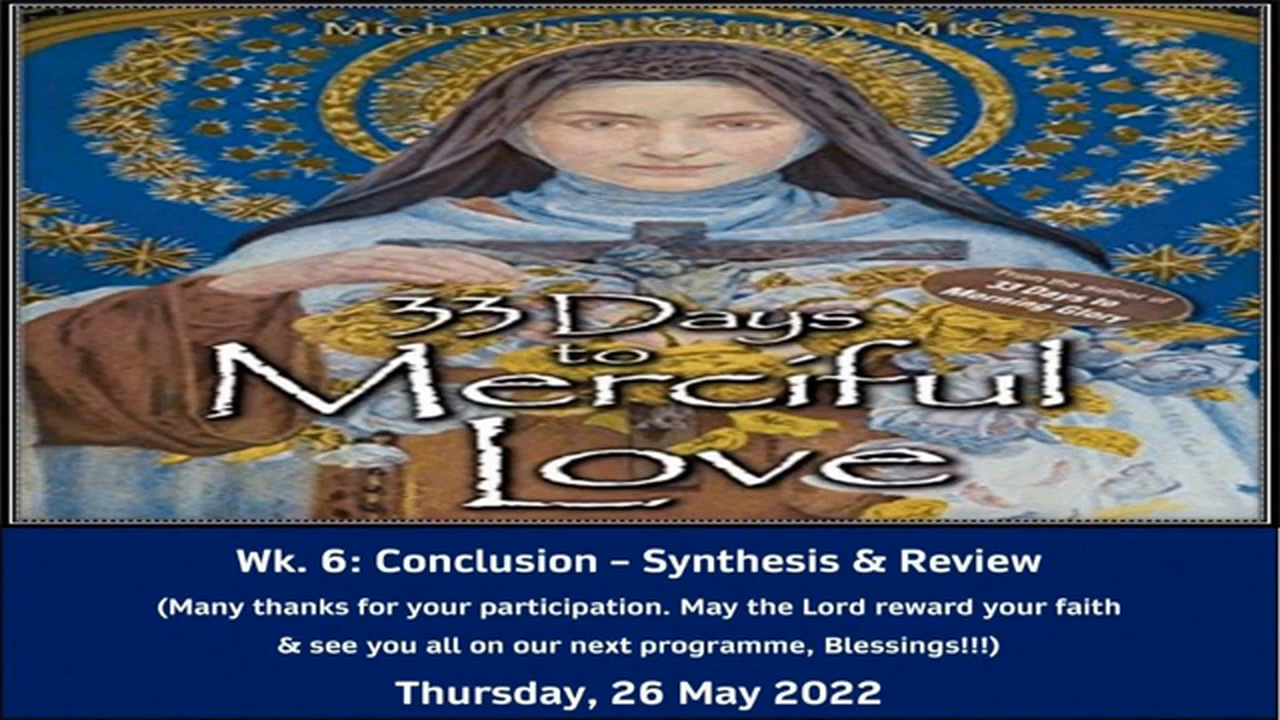 Michael E. Gaitley, MIC
From the author of
33 Days to
Morning Glory
33 Days
to
Merciful
Love
Wk. 6: Conclusion – Synthesis & Review
(Many thanks for your participation. May the Lord reward your faith
& see you all on our next programme, Blessings!!!)
Thursday, 26 May 2022